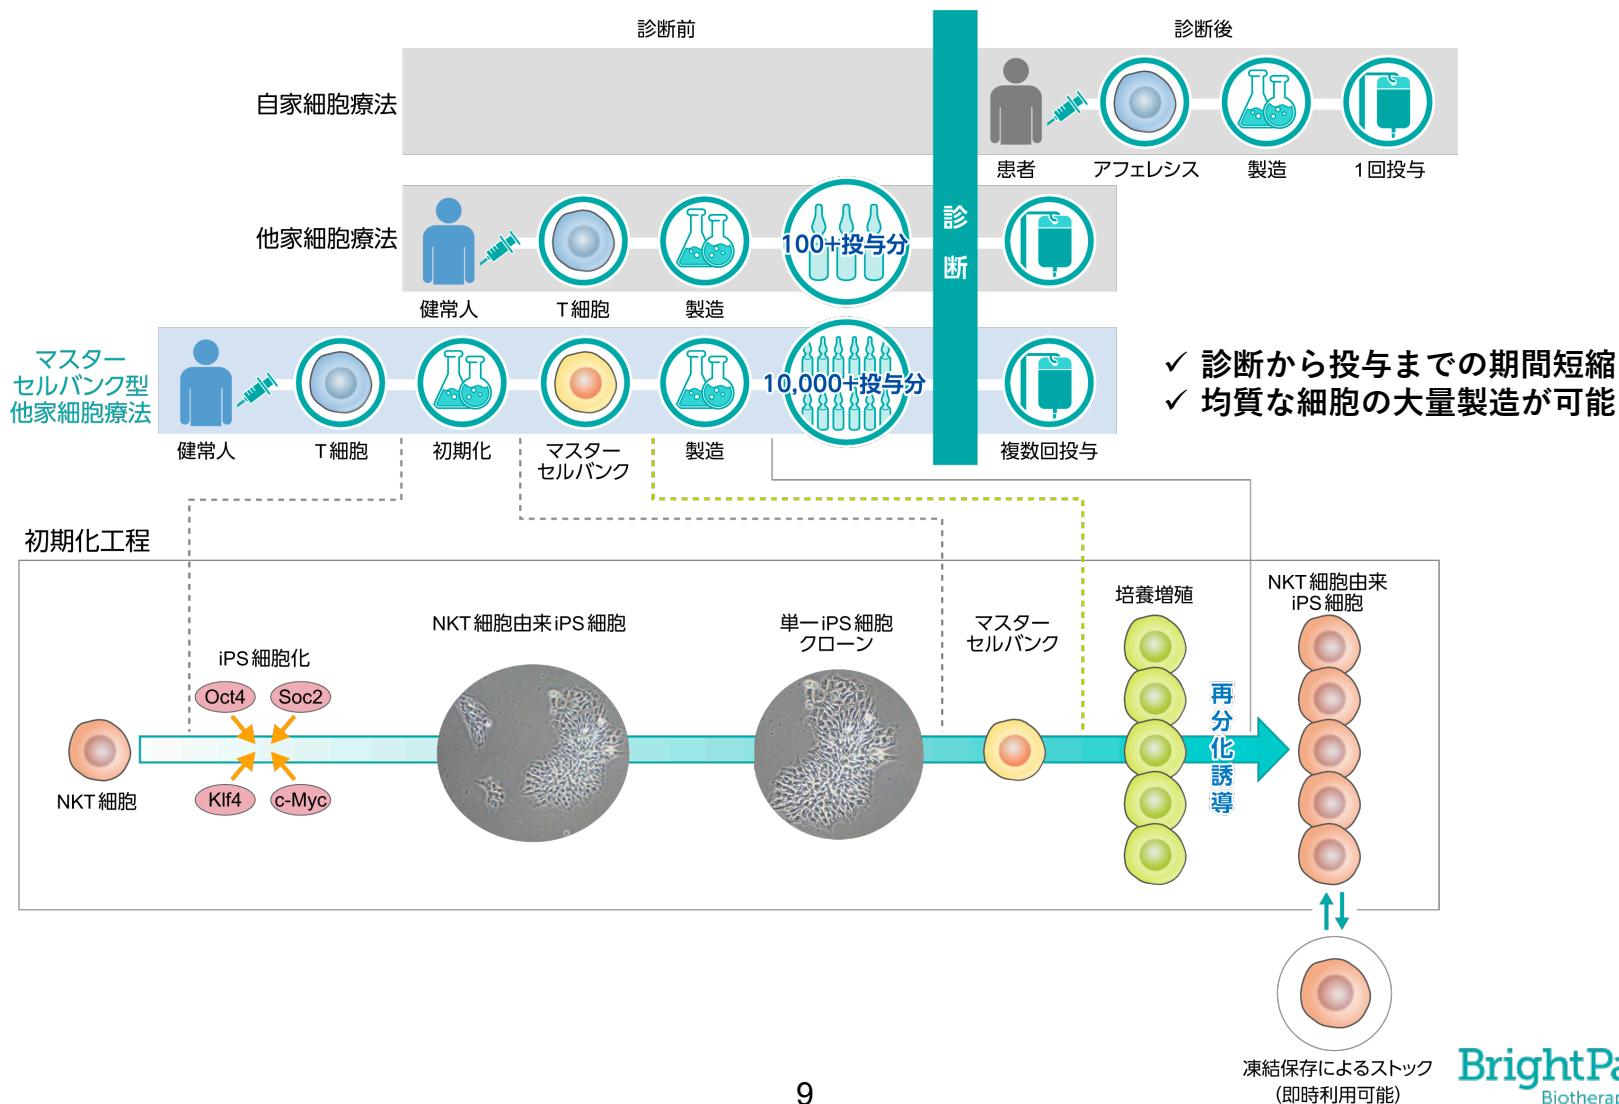 診断前
診断後
自家細胞療法
患者
アフェレシス
製造
1回投与
他家細胞療法
100+投与分
健常人
T細胞
製造
診断
マスター
セルバンク型
他家細胞療法
10,000+投与分
健常人
T細胞
初期化
マスター
セルバンク
製造
複数回投与
✓ 診断から投与までの期間短縮
✓ 均質な細胞の大量製造が可能
初期化工程
NKT細胞
iPS細胞化
Oct4
Soc2
Klf4
c-Myc
NKT細胞由来iPS細胞
単一iPS細胞
クローン
マスター
セルバンク
培養増殖
再分化誘導
NKT細胞由来
iPS細胞
凍結保存によるストック
(即時利用可能)
9
BrightPa
Biotherap